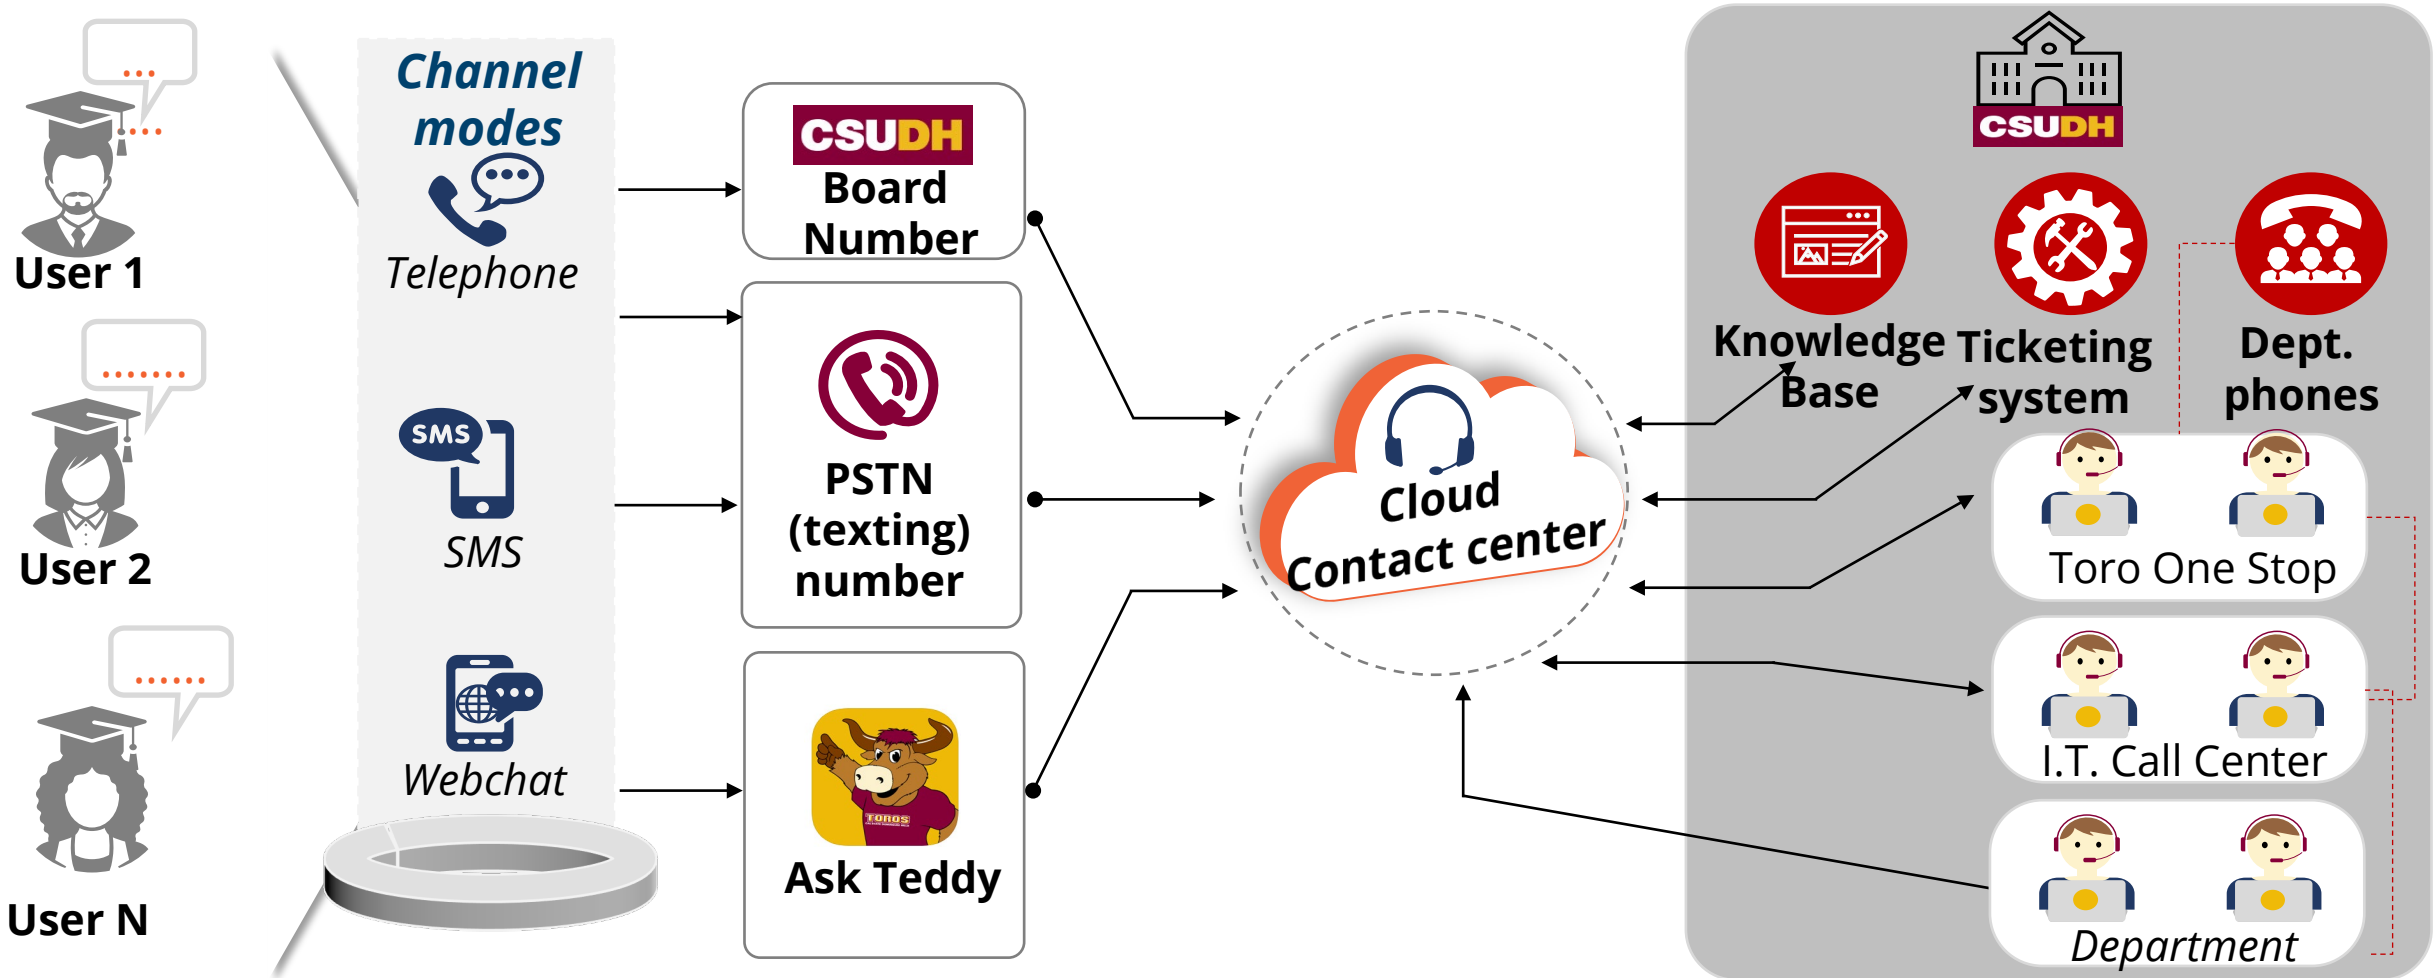 User 1
User 2
User N
Channel
modes
Telephone
SMS
SMS
Webchat
CSUDH
Board
Number
PSTN
(texting)
number
TOROS
Ask Teddy
Cloud
Contact center
CSUDH
Knowledge
Base
Ticketing
system
Dept.
phones
Toro One Stop
I.T. Call Center
Department